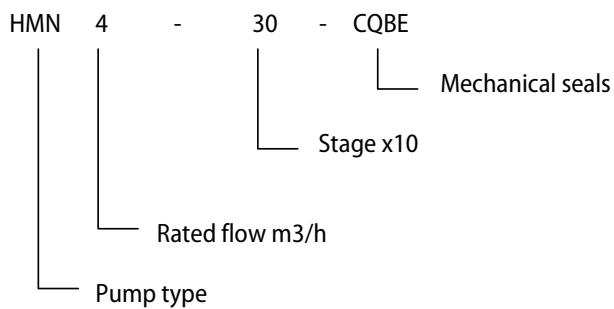 HMN 4 - 30 - CQBE
Mechanical seals
Stage x10
Rated flow m3/h
Pump type